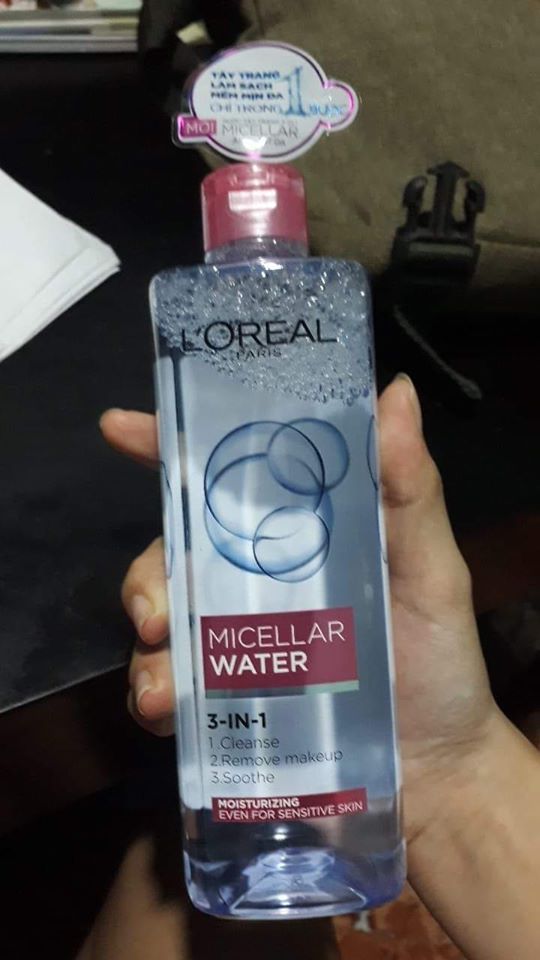 TẨY TRANG
LÀM SẠCH
MỀM MỊN DA
CHỈ TRONG 1 BƯỚC
MỚI
MICELLAR
L'ORÉAL
PARIS
MICELLAR
WATER
3-IN-1
1.Cleanse
2.Remove makeup
3.Soothe
MOISTURIZING
EVEN FOR SENSITIVE SKIN